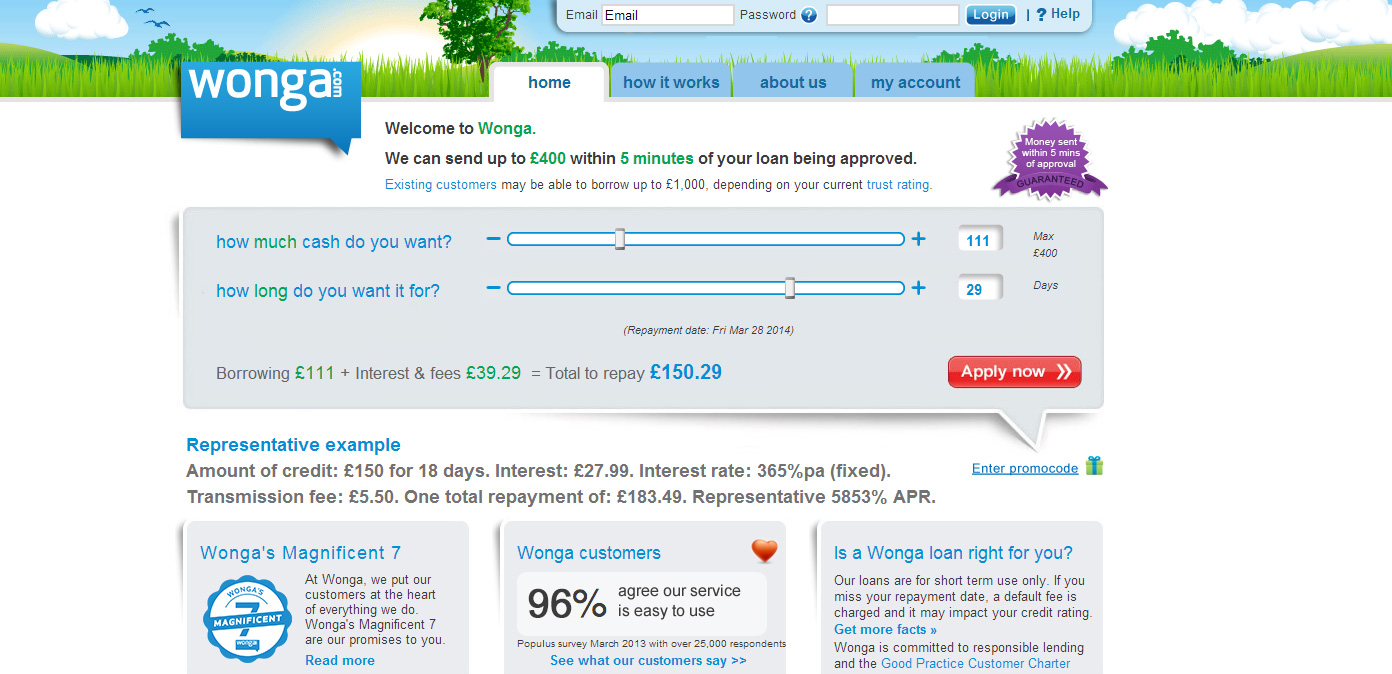 Email Email Password ? Login | ? Help
wonga.com
home how it works about us my account
Welcome to Wonga.
We can send up to £400 within 5 minutes of your loan being approved.
Existing customers may be able to borrow up to £1,000, depending on your current trust rating.
Money sent
within 5 mins
of approval
GUARANTEED
how much cash do you want? − + 111 Max
£400
how long do you want it for? − + 29 Days
(Repayment date: Fri Mar 28 2014)
Borrowing £111 + Interest & fees £39.29 = Total to repay £150.29
Apply now »
Representative example
Amount of credit: £150 for 18 days. Interest: £27.99. Interest rate: 365%pa (fixed).
Transmission fee: £5.50. One total repayment of: £183.49. Representative 5853% APR.
Enter promocode
Wonga's Magnificent 7
WONGA'S
7
MAGNIFICENT
wonga
At Wonga, we put our
customers at the heart
of everything we do.
Wonga's Magnificent 7
are our promises to you.
Read more
Wonga customers
96% agree our service
is easy to use
Populus survey March 2013 with over 25,000 respondents
See what our customers say >>
Is a Wonga loan right for you?
Our loans are for short term use only. If you
miss your repayment date, a default fee is
charged and it may impact your credit rating.
Get more facts »
Wonga is committed to responsible lending
and the Good Practice Customer Charter